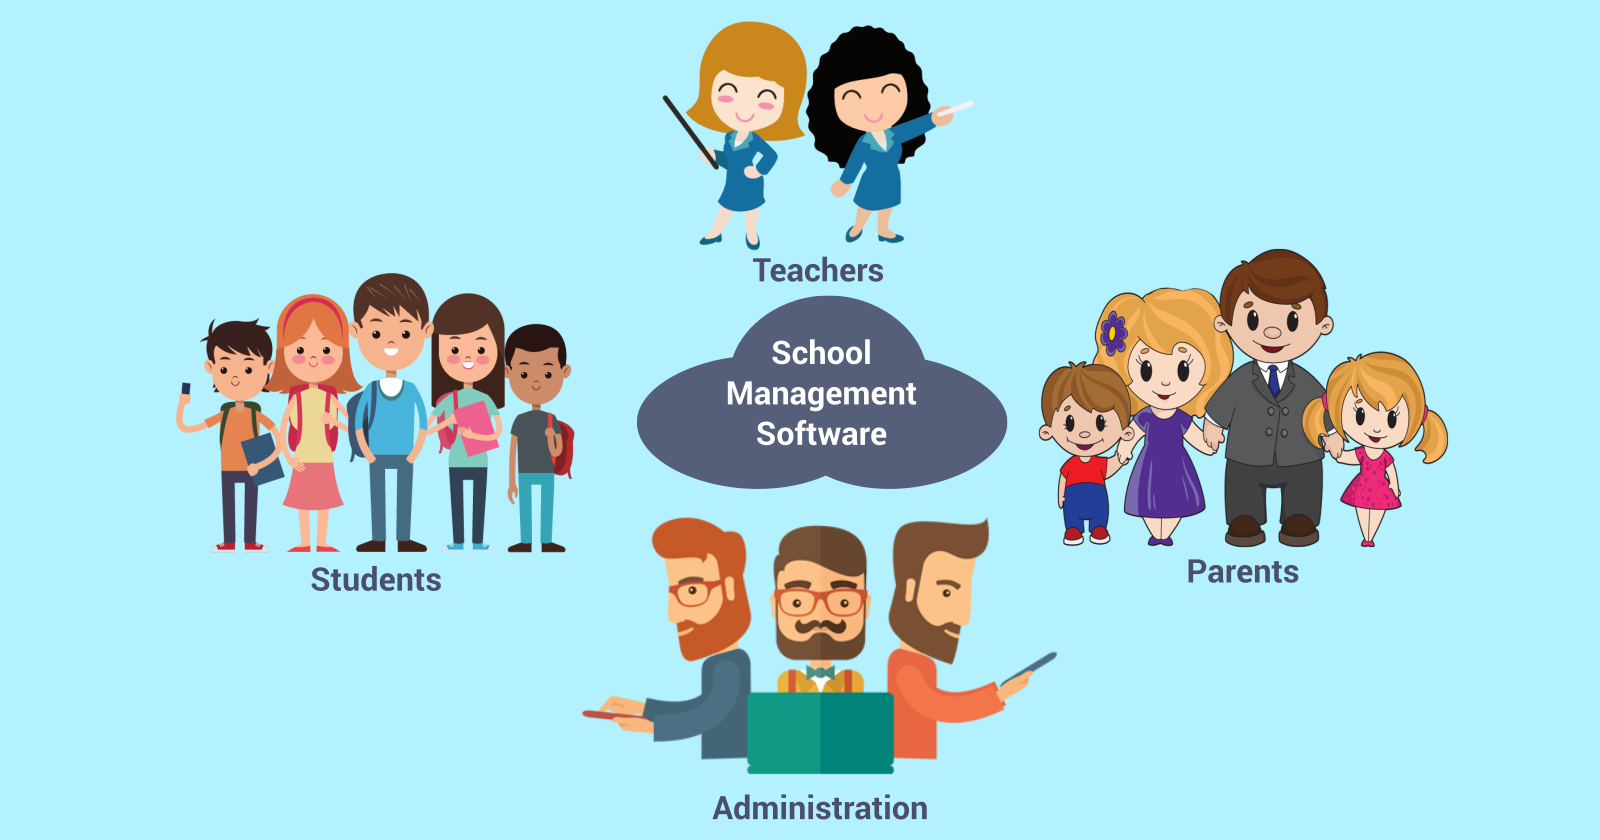 Teachers
School
Management
Software
Students
Parents
Administration